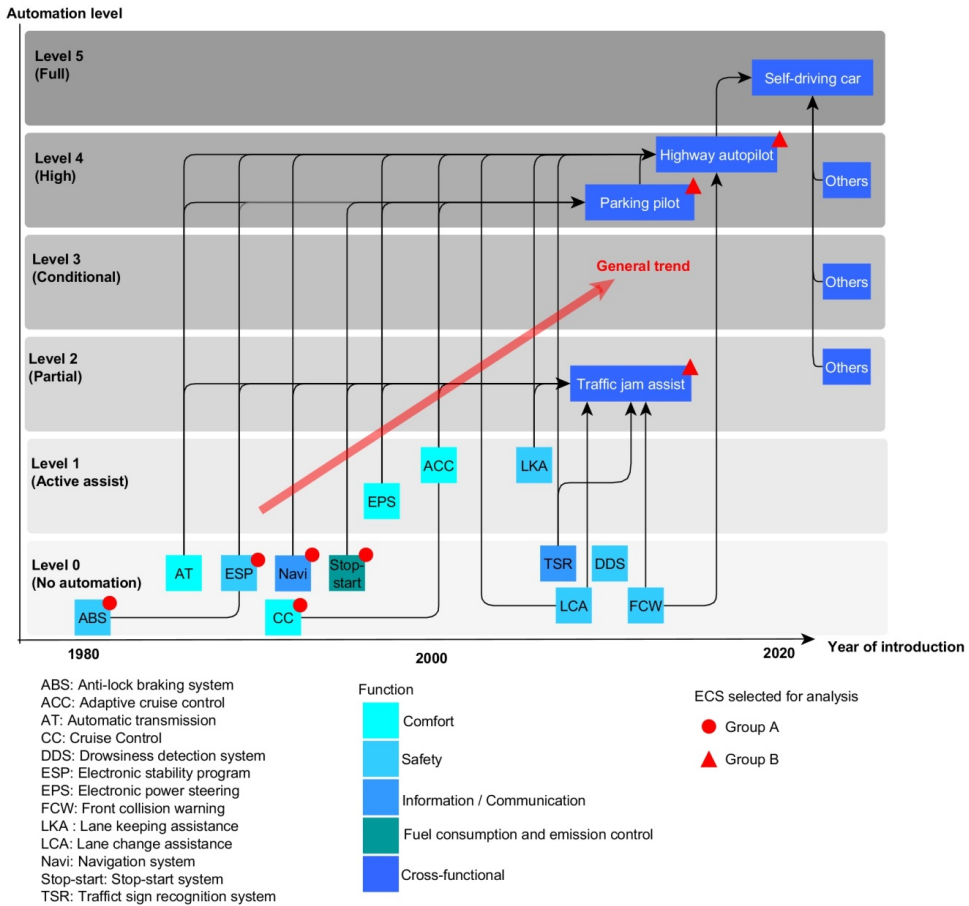 Automation level
Level 5
(Full)
Self-driving car
Level 4
(High)
Highway autopilot
Others
Parking pilot
Level 3
(Conditional)
General trend
Others
Level 2
(Partial)
Traffic jam assist
Others
Level 1
(Active assist)
ACC
LKA
EPS
Level 0
(No automation)
AT
ESP
Navi
Stop-
start
TSR
DDS
ABS
CC
LCA
FCW
1980
2000
2020
Year of introduction
ABS: Anti-lock braking system
ACC: Adaptive cruise control
AT: Automatic transmission
CC: Cruise Control
DDS: Drowsiness detection system
ESP: Electronic stability program
EPS: Electronic power steering
FCW: Front collision warning
LKA : Lane keeping assistance
LCA: Lane change assistance
Navi: Navigation system
Stop-start: Stop-start system
TSR: Traffict sign recognition system
Function
Comfort
Safety
Information / Communication
Fuel consumption and emission control
Cross-functional
ECS selected for analysis
Group A
Group B